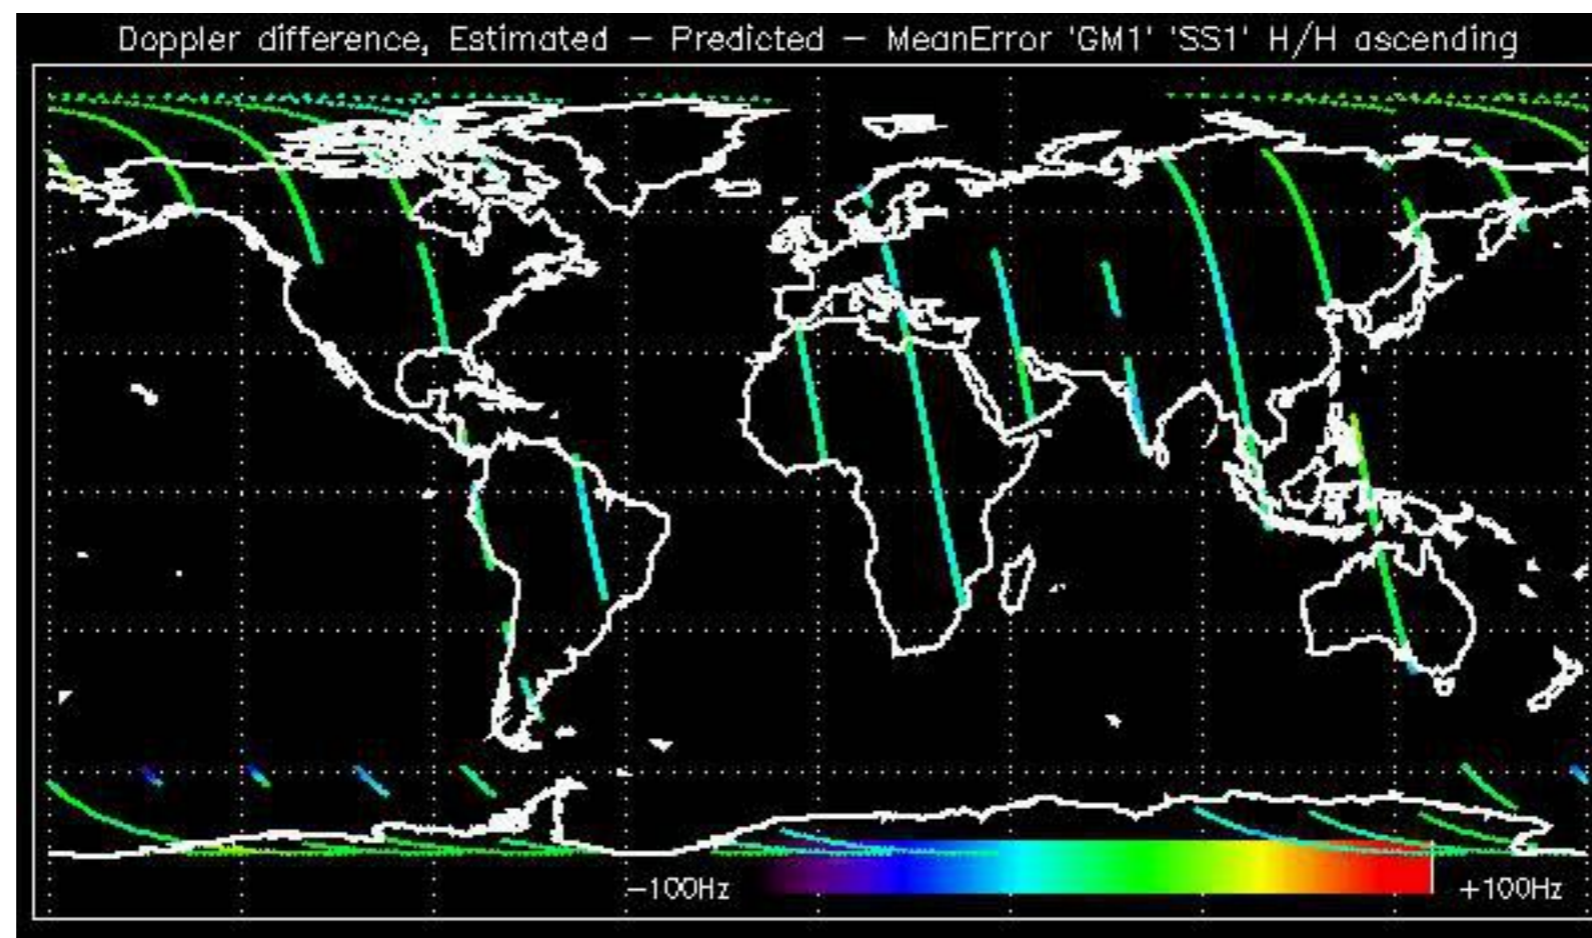 Doppler difference, Estimated – Predicted – MeanError 'GM1' 'SS1' H/H ascending
–100Hz
+100Hz